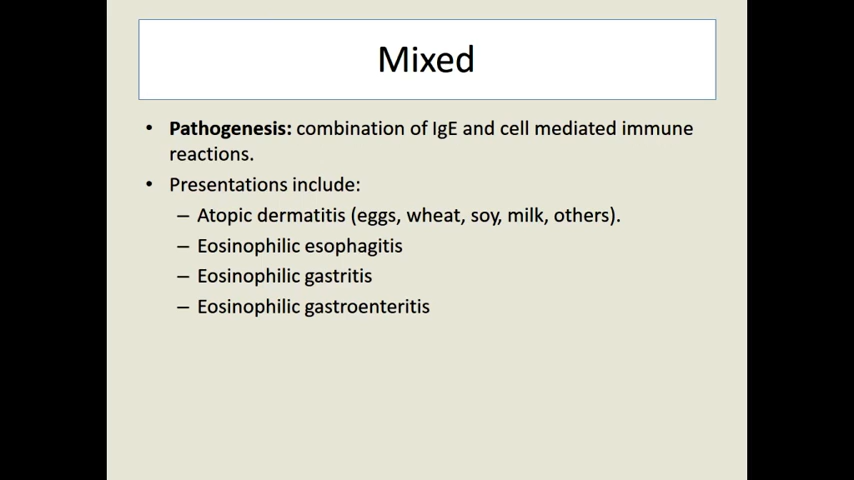 Mixed
• Pathogenesis: combination of IgE and cell mediated immune
reactions.
• Presentations include:
– Atopic dermatitis (eggs, wheat, soy, milk, others).
– Eosinophilic esophagitis
– Eosinophilic gastritis
– Eosinophilic gastroenteritis